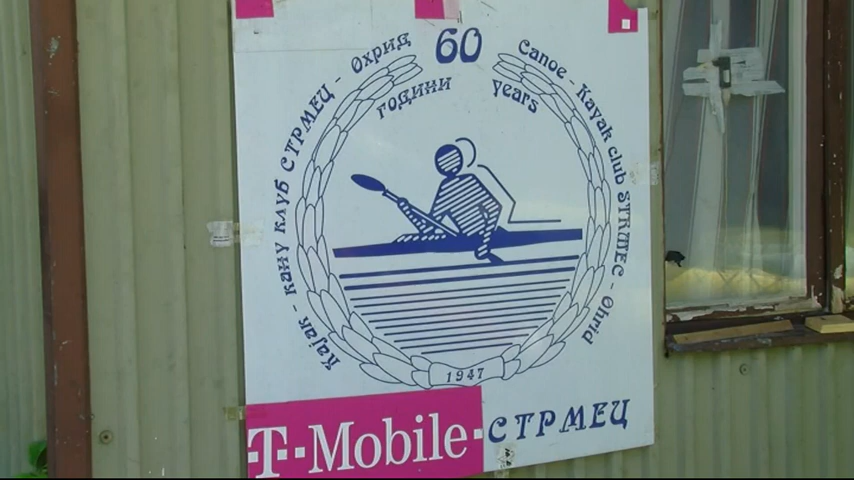 60
Кајак - кану клуб СТРМЕЦ - Охрид
Canoe - Kayak club STRMEC - Ohrid
години years
1947
T·Mobile·
СТРМЕЦ